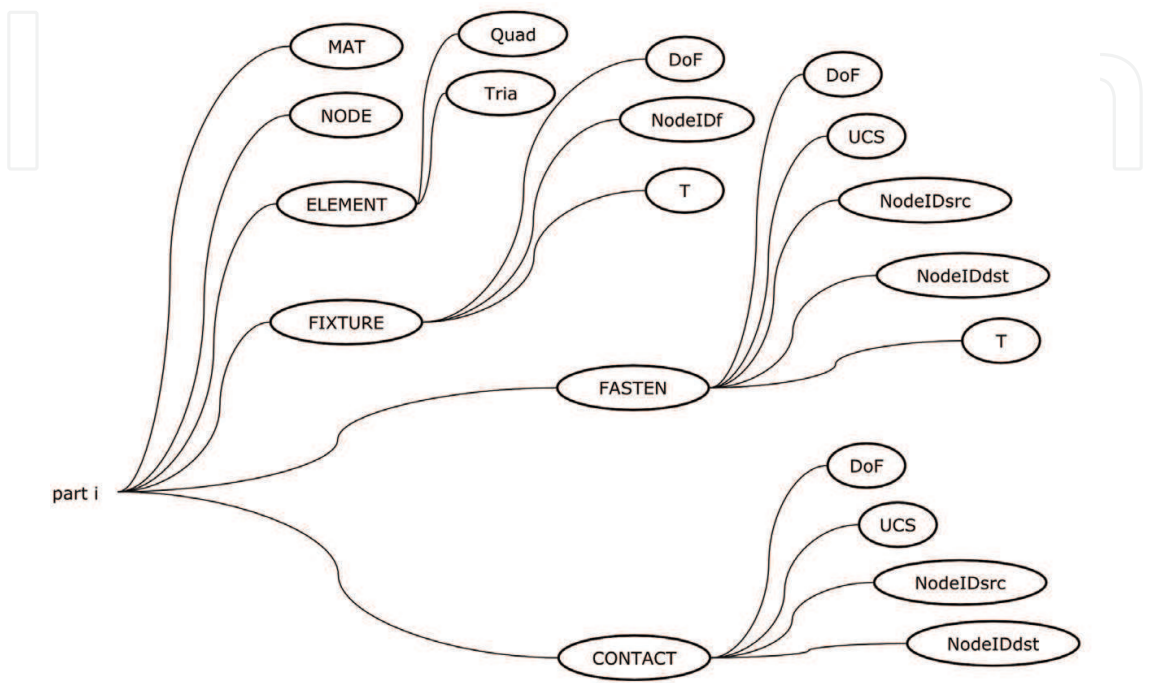 part i
MAT
NODE
ELEMENT
Quad
Tria
FIXTURE
DoF
NodeIDf
T
FASTEN
DoF
UCS
NodeIDsrc
NodeIDdst
T
CONTACT
DoF
UCS
NodeIDsrc
NodeIDdst